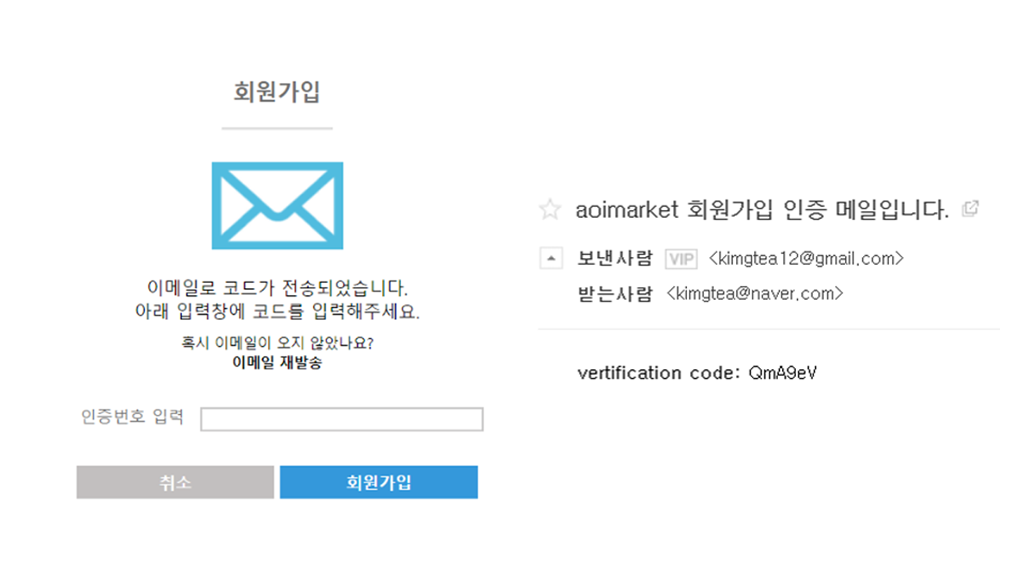 회원가입
이메일로 코드가 전송되었습니다.
아래 입력창에 코드를 입력해주세요.
혹시 이메일이 오지 않았나요?
이메일 재발송
인증번호 입력
취소
회원가입
aoimarket 회원가입 인증 메일입니다.
보낸사람 VIP <kimgtea12@gmail.com>
받는사람 <kimgtea@naver.com>
vertification code: QmA9eV